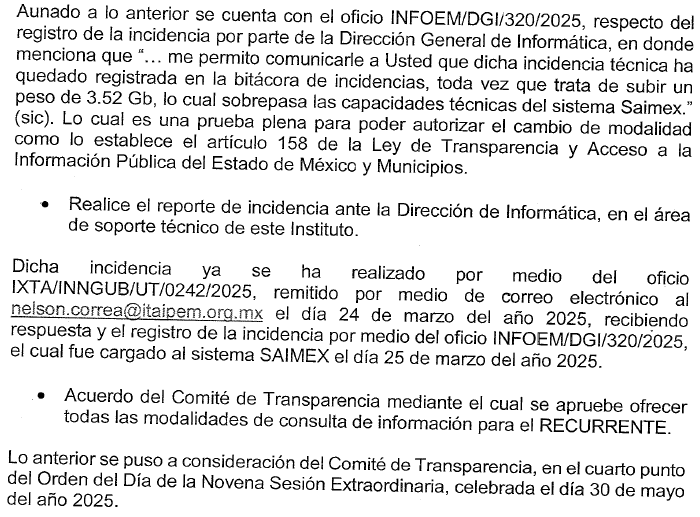 Aunado a lo anterior se cuenta con el oficio INFOEM/DGI/320/2025, respecto del
registro de la incidencia por parte de la Dirección General de Informática, en donde
menciona que “… me permito comunicarle a Usted que dicha incidencia técnica ha
quedado registrada en la bitácora de incidencias, toda vez que trata de subir un
peso de 3.52 Gb, lo cual sobrepasa las capacidades técnicas del sistema Saimex.”
(sic). Lo cual es una prueba plena para poder autorizar el cambio de modalidad
como lo establece el artículo 158 de la Ley de Transparencia y Acceso a la
Información Pública del Estado de México y Municipios.
• Realice el reporte de incidencia ante la Dirección de Informática, en el área
de soporte técnico de este Instituto.
Dicha incidencia ya se ha realizado por medio del oficio
IXTA/INNGUB/UT/0242/2025, remitido por medio de correo electrónico al
nelson.correa@itaipem.org.mx el día 24 de marzo del año 2025, recibiendo
respuesta y el registro de la incidencia por medio del oficio INFOEM/DGI/320/2025,
el cual fue cargado al sistema SAIMEX el día 25 de marzo del año 2025.
• Acuerdo del Comité de Transparencia mediante el cual se apruebe ofrecer
todas las modalidades de consulta de información para el RECURRENTE.
Lo anterior se puso a consideración del Comité de Transparencia, en el cuarto punto
del Orden del Día de la Novena Sesión Extraordinaria, celebrada el día 30 de mayo
del año 2025.